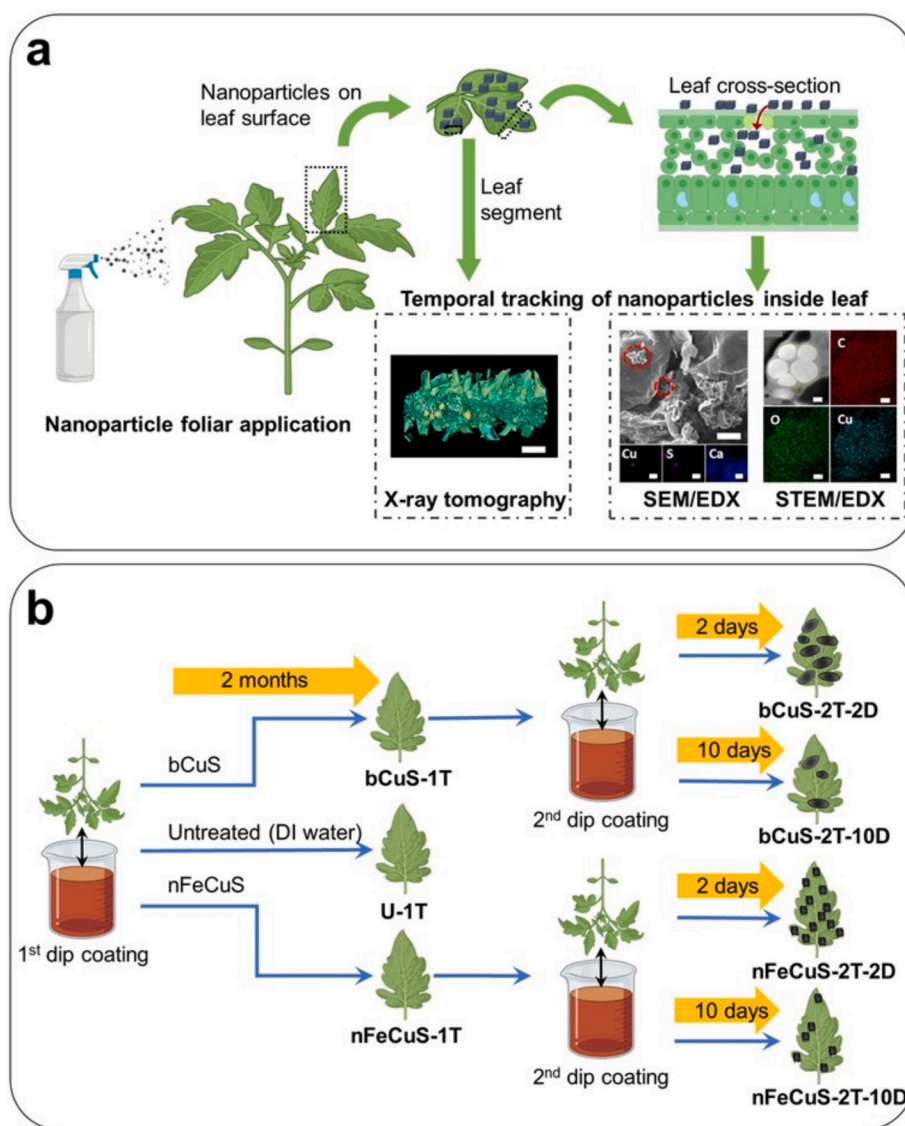 a
Nanoparticles on
leaf surface
Leaf cross-section
Leaf
segment
Temporal tracking of nanoparticles inside leaf
Nanoparticle foliar application
X-ray tomography
Cu
S
Ca
SEM/EDX
C
O
Cu
STEM/EDX
b
2 months
bCuS
bCuS-1T
Untreated (DI water)
U-1T
nFeCuS
nFeCuS-1T
1st dip coating
2nd dip coating
2 days
bCuS-2T-2D
10 days
bCuS-2T-10D
2 days
nFeCuS-2T-2D
10 days
nFeCuS-2T-10D
2nd dip coating